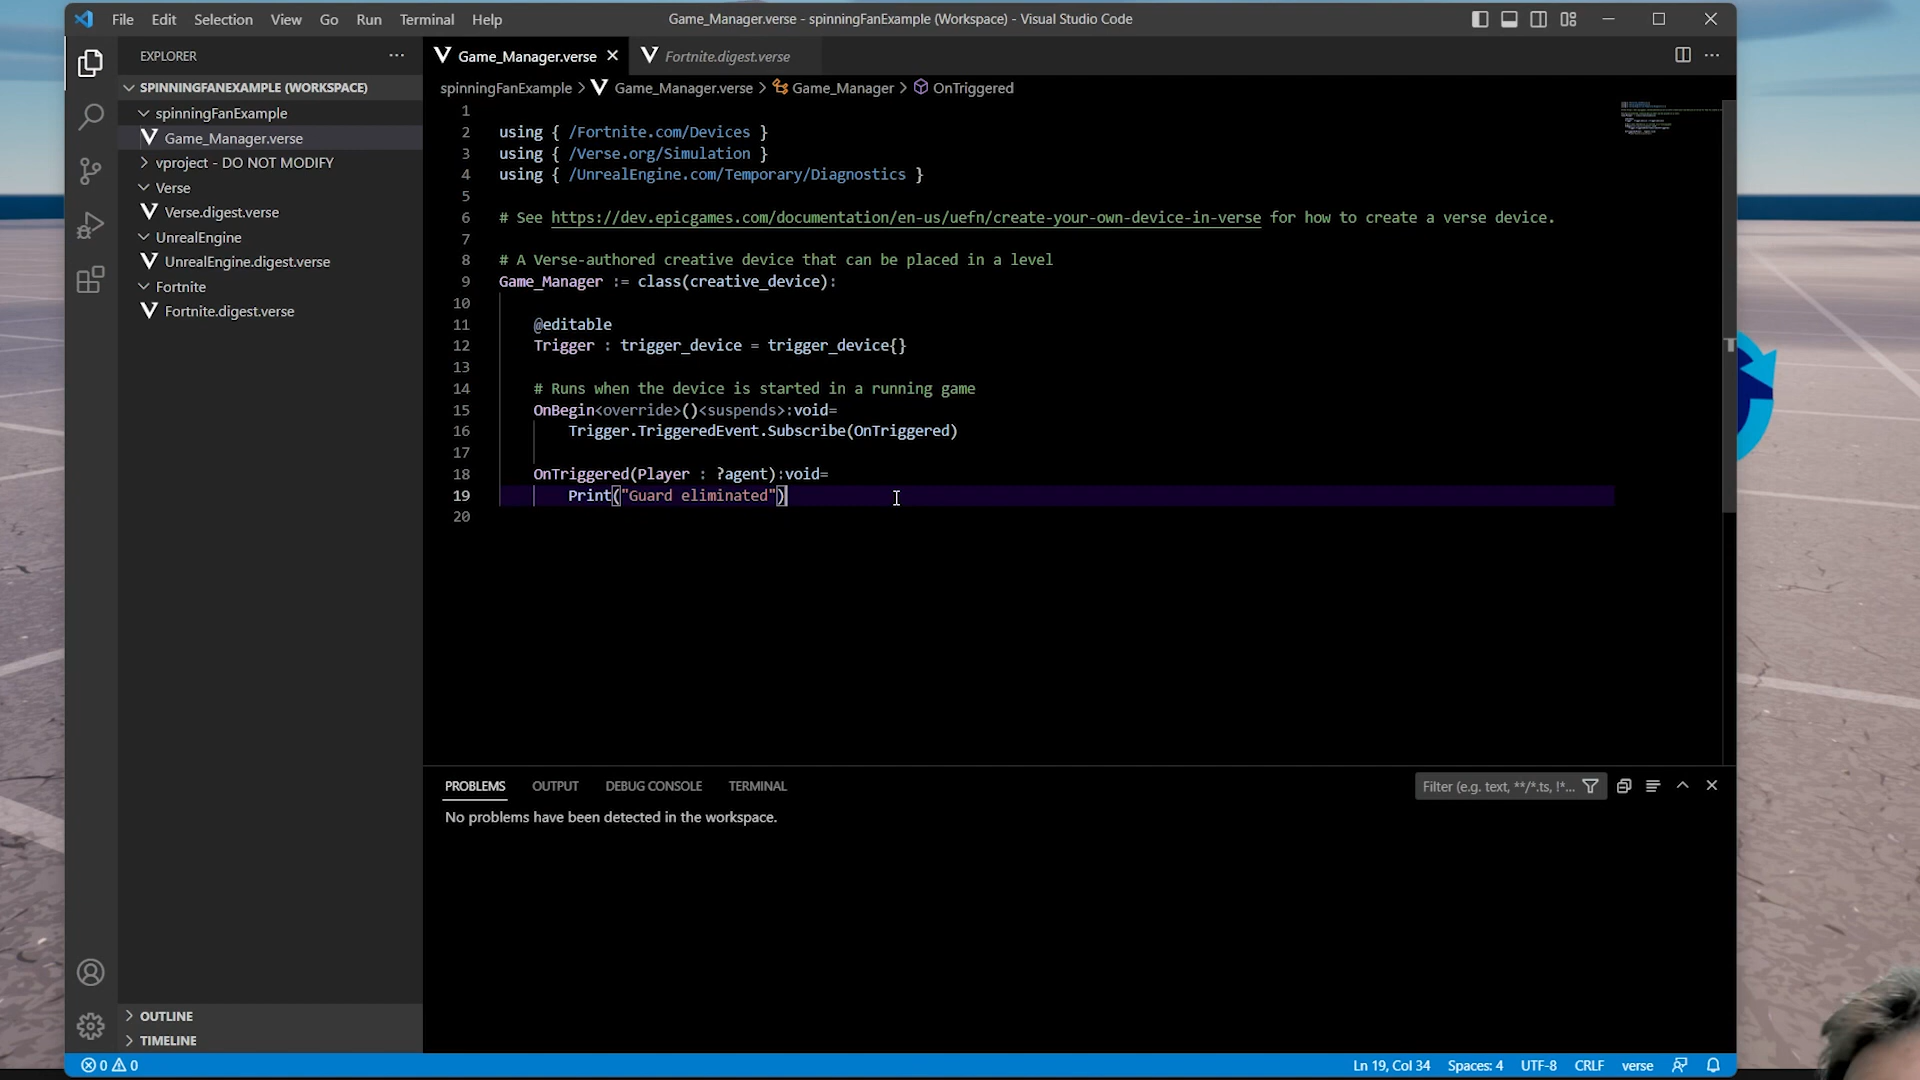 File Edit Selection View Go Run Terminal Help
Game_Manager.verse - spinningFanExample (Workspace) - Visual Studio Code
EXPLORER
SPINNINGFANEXAMPLE (WORKSPACE)
spinningFanExample
Game_Manager.verse
vproject - DO NOT MODIFY
Verse
Verse.digest.verse
UnrealEngine
UnrealEngine.digest.verse
Fortnite
Fortnite.digest.verse
OUTLINE
TIMELINE
Game_Manager.verse
Fortnite.digest.verse
spinningFanExample > Game_Manager.verse > Game_Manager > OnTriggered
1
2 using { /Fortnite.com/Devices }
3 using { /Verse.org/Simulation }
4 using { /UnrealEngine.com/Temporary/Diagnostics }
5
6 # See https://dev.epicgames.com/documentation/en-us/uefn/create-your-own-device-in-verse for how to create a verse device.
7
8 # A Verse-authored creative device that can be placed in a level
9 Game_Manager := class(creative_device):
10
11 @editable
12 Trigger : trigger_device = trigger_device{}
13
14 # Runs when the device is started in a running game
15 OnBegin<override>()<suspends>:void=
16 Trigger.TriggeredEvent.Subscribe(OnTriggered)
17
18 OnTriggered(Player : ?agent):void=
19 Print("Guard eliminated")
20
PROBLEMS OUTPUT DEBUG CONSOLE TERMINAL
Filter (e.g. text, **/*.ts, !*...
No problems have been detected in the workspace.
0 0
Ln 19, Col 34 Spaces: 4 UTF-8 CRLF verse